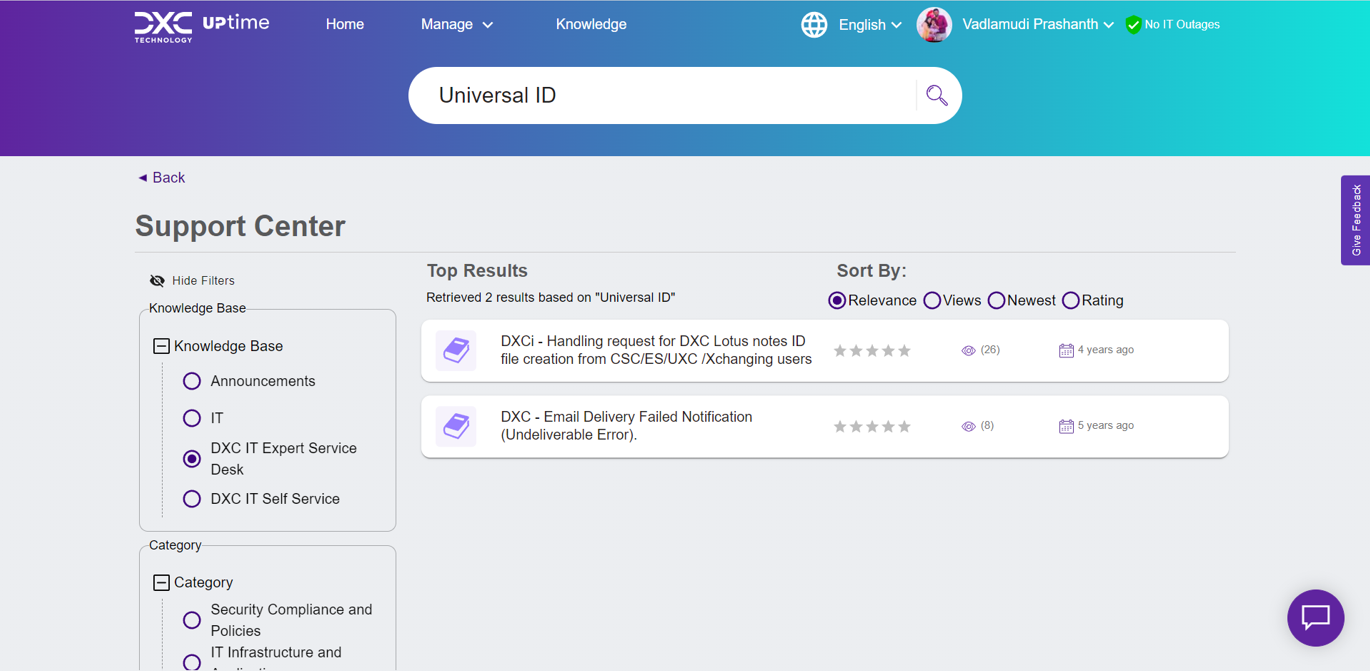 DXC
TECHNOLOGY
UPtime
Home
Manage
Knowledge
English
Vadlamudi Prashanth
No IT Outages
Universal ID
◄ Back
Give Feedback
Support Center
Hide Filters
Knowledge Base
Knowledge Base
Announcements
IT
DXC IT Expert Service
Desk
DXC IT Self Service
Category
Category
Security Compliance and
Policies
IT Infrastructure and
Top Results
Sort By:
Retrieved 2 results based on "Universal ID"
Relevance
Views
Newest
Rating
DXCi - Handling request for DXC Lotus notes ID
file creation from CSC/ES/UXC /Xchanging users
(26)
4 years ago
DXC - Email Delivery Failed Notification
(Undeliverable Error).
(8)
5 years ago